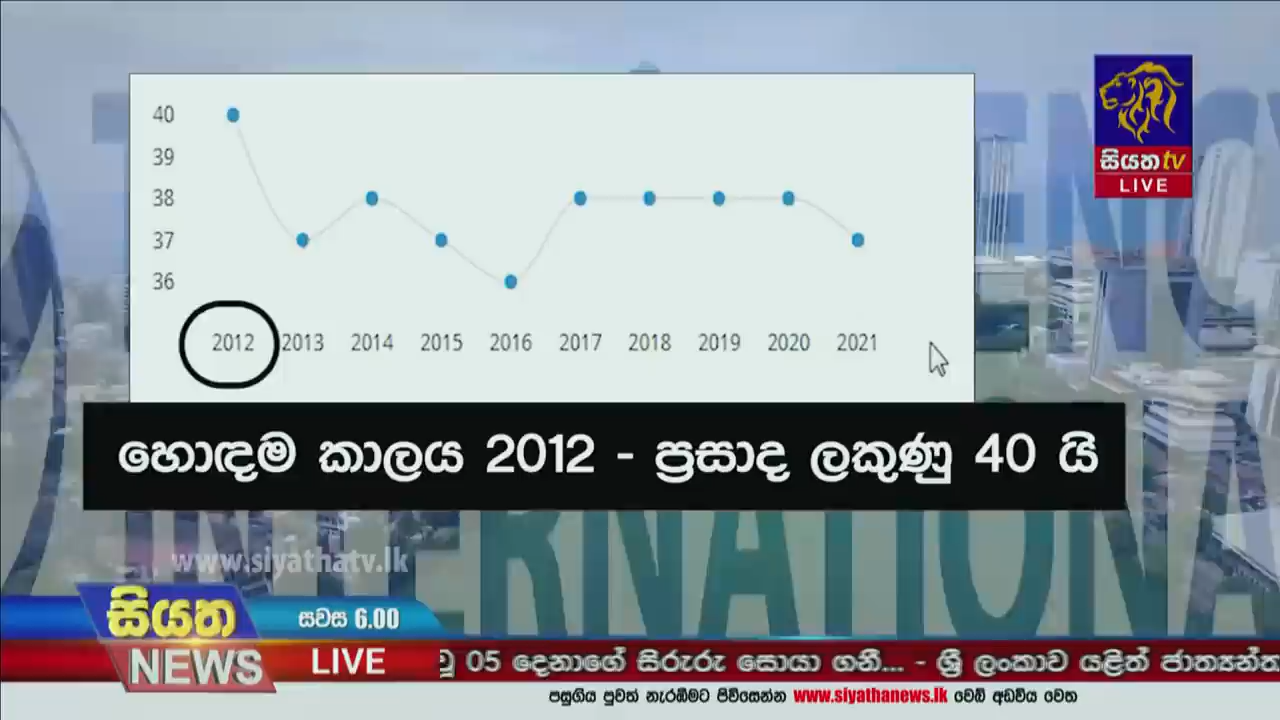 40
39
38
37
36
2012 2013 2014 2015 2016 2017 2018 2019 2020 2021
සියත tv
LIVE
හොඳම කාලය 2012 - ප්‍රසාද ලකුණු 40 යි
INTERNATIONA
www.siyathatv.lk
සියත
සවස 6.00
NEWS
LIVE
වූ 05 දෙනාගේ සිරුරු සොයා ගනී... - ශ්‍රී ලංකාව යළිත් ජාත්‍යන්ත
පසුගිය පුවත් නැරඹීමට පිවිසෙන්න www.siyathanews.lk වෙබ් අඩවිය වෙත